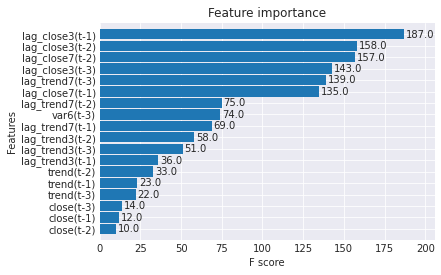 Feature importance
lag_close3(t-1) 187.0
lag_close3(t-2) 158.0
lag_close7(t-2) 157.0
lag_close3(t-3) 143.0
lag_trend7(t-3) 139.0
lag_close7(t-1) 135.0
lag_trend7(t-2) 75.0
var6(t-3) 74.0
lag_trend7(t-1) 69.0
lag_trend3(t-2) 58.0
lag_trend3(t-3) 51.0
lag_trend3(t-1) 36.0
trend(t-2) 33.0
trend(t-1) 23.0
trend(t-3) 22.0
close(t-3) 14.0
close(t-1) 12.0
close(t-2) 10.0
Features
0 25 50 75 100 125 150 175 200
F score